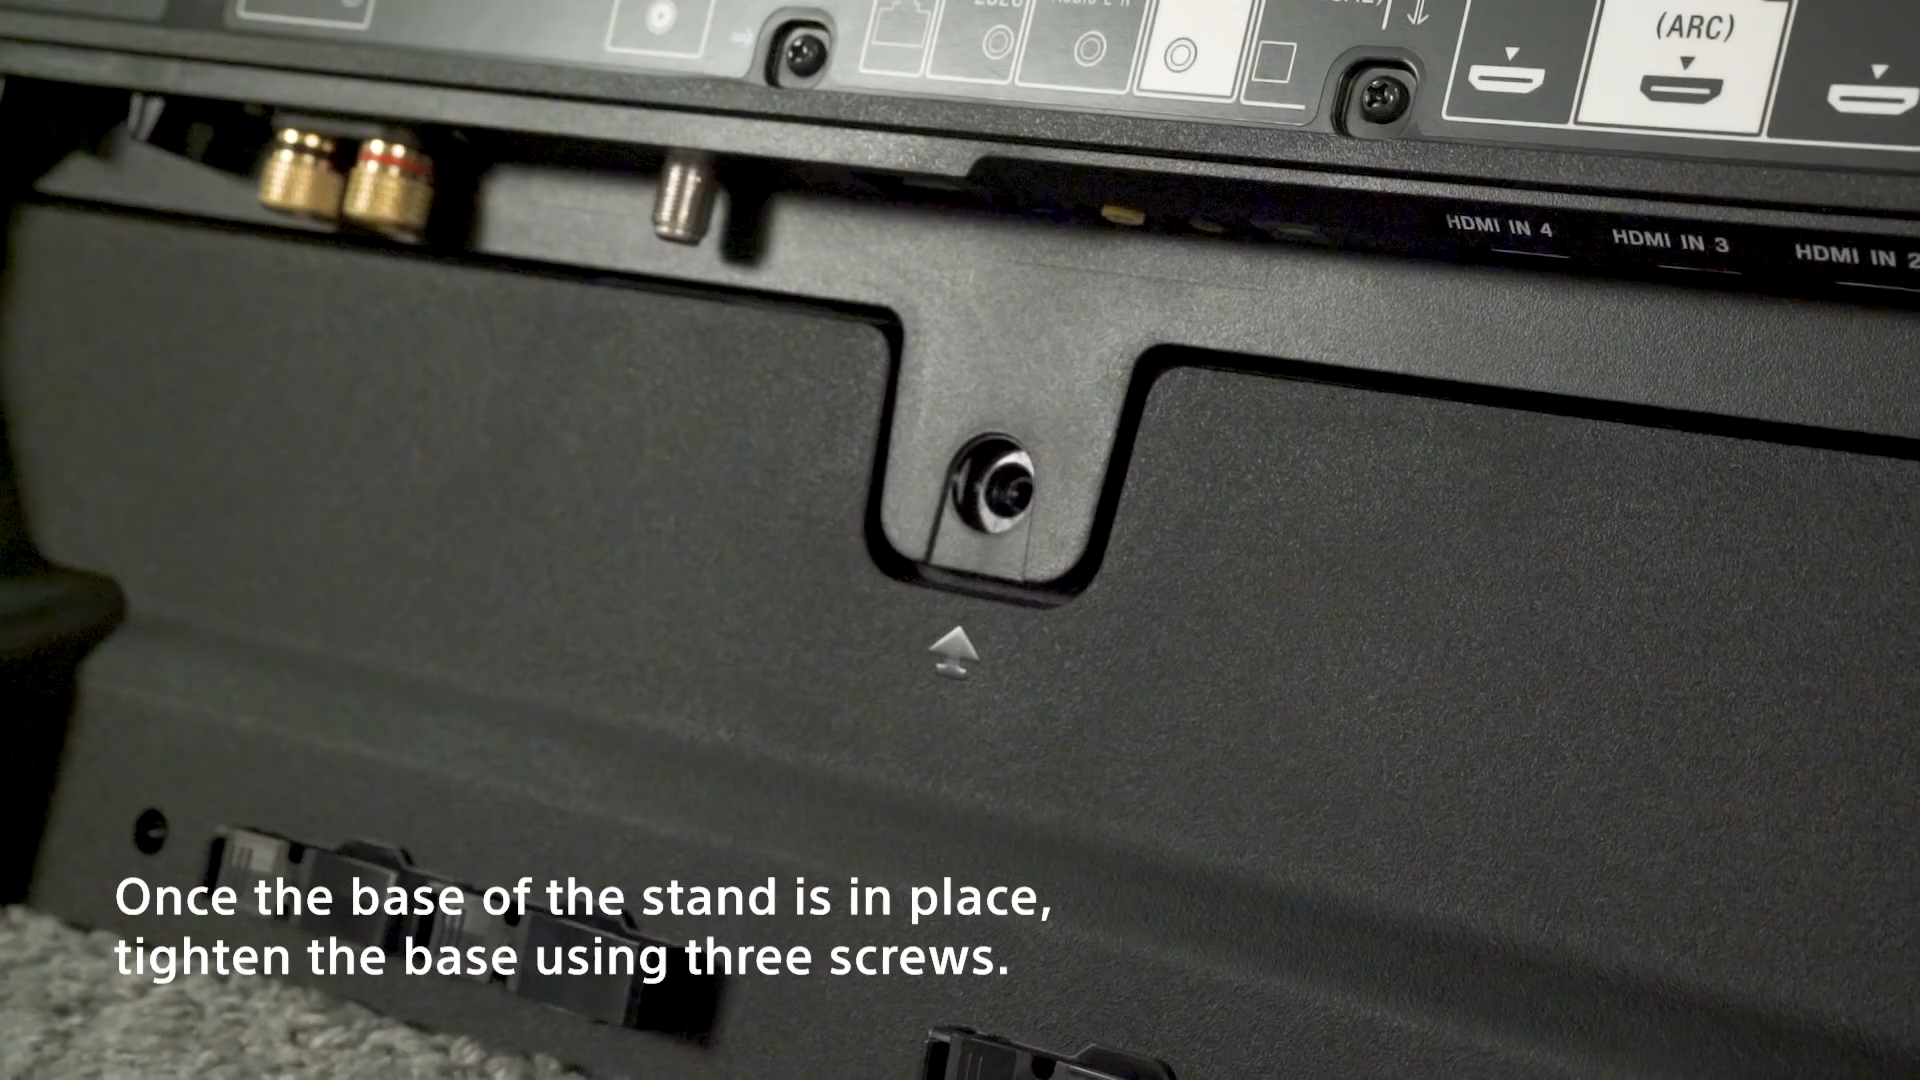 (ARC)
HDMI IN 4
HDMI IN 3
HDMI IN 2
Once the base of the stand is in place,
tighten the base using three screws.